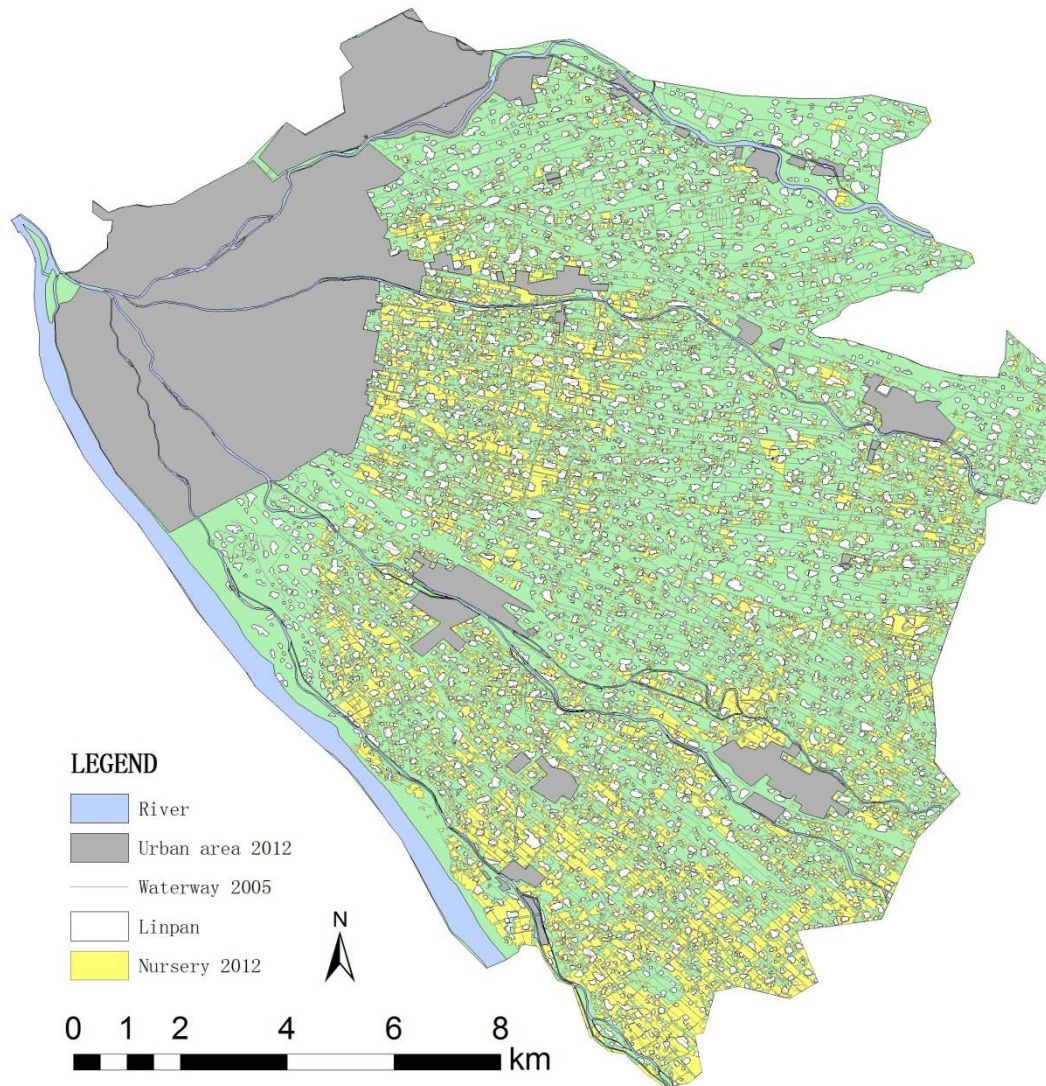 LEGEND
River
Urban area 2012
Waterway 2005
Linpan
Nursery 2012
N
0 1 2 4 6 8
km